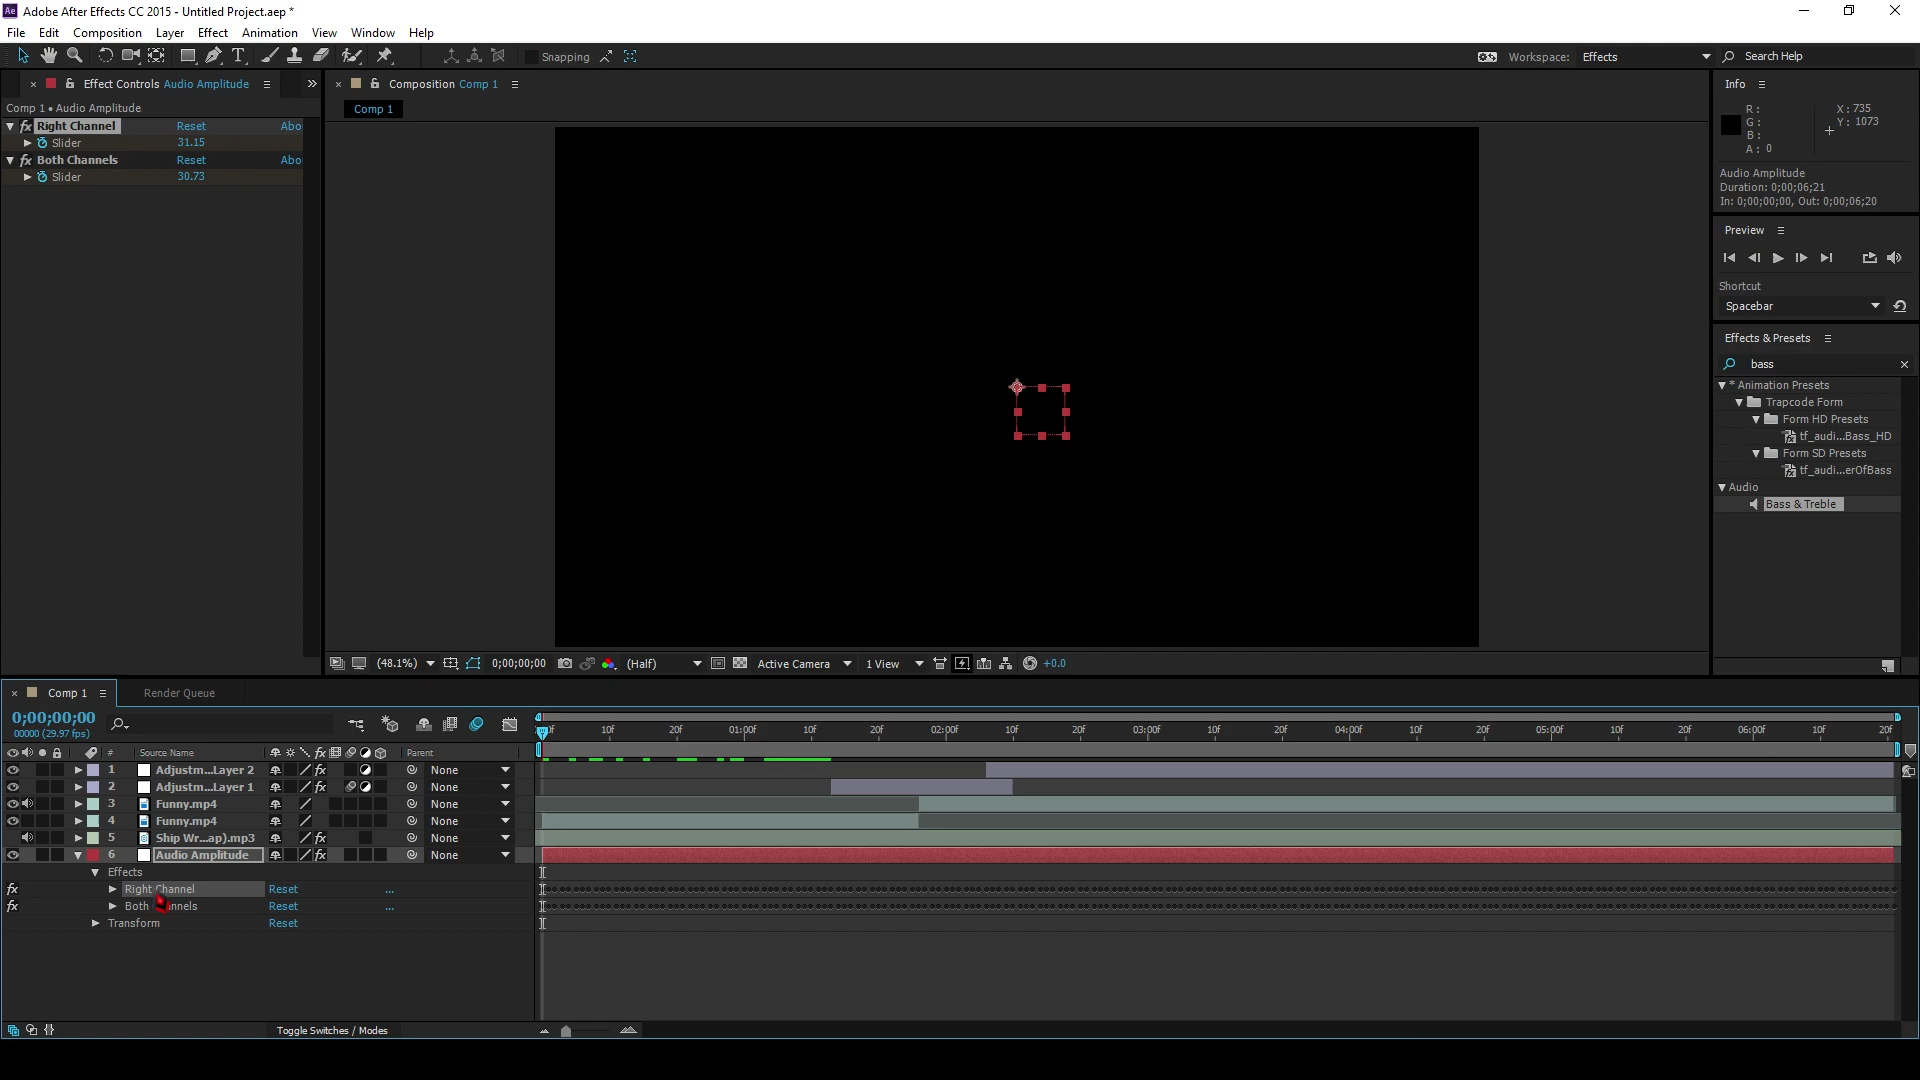 Adobe After Effects CC 2015 - Untitled Project.aep *
File Edit Composition Layer Effect Animation View Window Help
Snapping
Workspace: Effects
Search Help
Effect Controls Audio Amplitude
Comp 1 • Audio Amplitude
fx Right Channel Reset Abo
Slider 31.15
fx Both Channels Reset Abo
Slider 30.73
Composition Comp 1
Comp 1
(48.1%) 0;00;00;00 (Half) Active Camera 1 View +0.0
Info
R:
G:
B:
A: 0
X: 735
Y: 1073
Audio Amplitude
Duration: 0;00;06;21
In: 0;00;00;00, Out: 0;00;06;20
Preview
Shortcut
Spacebar
Effects & Presets
bass
* Animation Presets
Trapcode Form
Form HD Presets
tf_audi...Bass_HD
Form SD Presets
tf_audi...erOfBass
Audio
Bass & Treble
Comp 1 Render Queue
0;00;00;00
00000 (29.97 fps)
10f 20f 01:00f 10f 20f 02:00f 10f 20f 03:00f 10f 20f 04:00f 10f 20f 05:00f 10f 20f 06:00f 10f 20f
# Source Name fx Parent
1 Adjustm...Layer 2 fx None
2 Adjustm...Layer 1 fx None
3 Funny.mp4 None
4 Funny.mp4 None
5 Ship Wr...ap).mp3 fx None
6 Audio Amplitude fx None
Effects
fx Right Channel Reset ...
fx Both Reset ...
Transform Reset
Toggle Switches / Modes